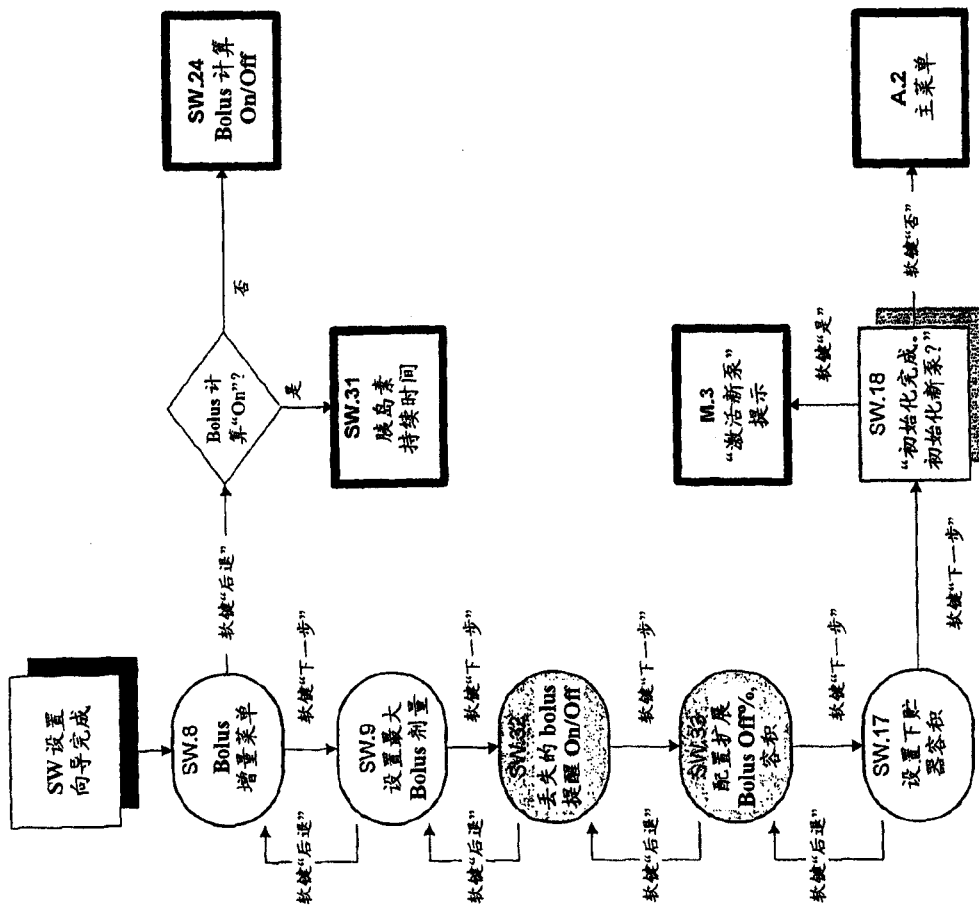 SW 设置
向导完成
SW.8
Bolus
增量菜单
软键“后退”
Bolus 计
算“On”?
否
SW.24
Bolus 计算
On/Off
是
SW.31
胰岛素
持续时间
软键“下一步”
软键“后退”
SW.9
设置最大
Bolus 剂量
软键“下一步”
软键“后退”
SW.32
丢失的 bolus
提醒 On/Off
软键“下一步”
软键“后退”
SW.33
配置扩展
Bolus Off%,
容积
软键“下一步”
软键“后退”
SW.17
设置下贮
器容积
软键“下一步”
SW.18
“初始化完成。
初始化新泵?”
软键“是”
M.3
“激活新泵”
提示
软键“否”
A.2
主菜单